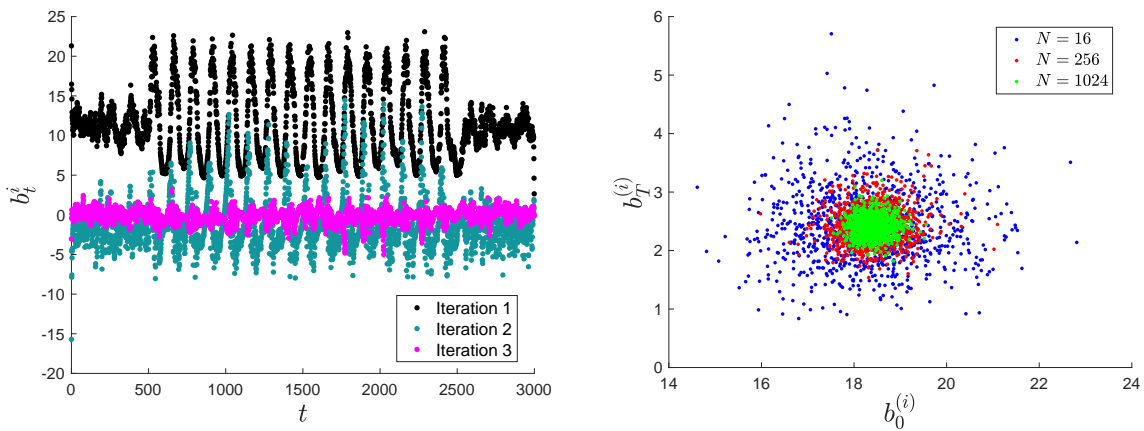 25
20
15
10
5
0
-5
-10
-15
-20
0 500 1000 1500 2000 2500 3000
b_t^i
t
Iteration 1
Iteration 2
Iteration 3
6
5
4
3
2
1
0
14 16 18 20 22 24
b_T^{(i)}
b_0^{(i)}
N = 16
N = 256
N = 1024